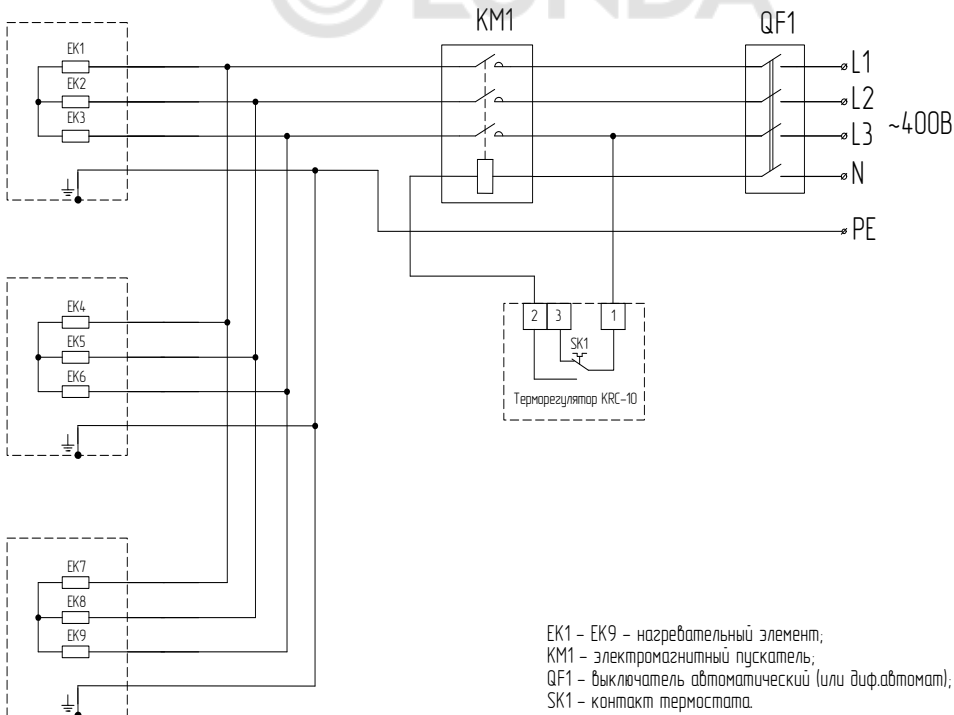 LUNDA
KM1
QF1
EK1
L1
EK2
L2
EK3
L3
~400В
N
PE
EK4
2 3 1
EK5
SK1
EK6
Терморегулятор KRC-10
EK7
EK8
EK9
EK1 - EK9 - нагревательный элемент;
KM1 - электромагнитный пускатель;
QF1 - выключатель автоматический (или диф.автомат);
SK1 - контакт термостата.